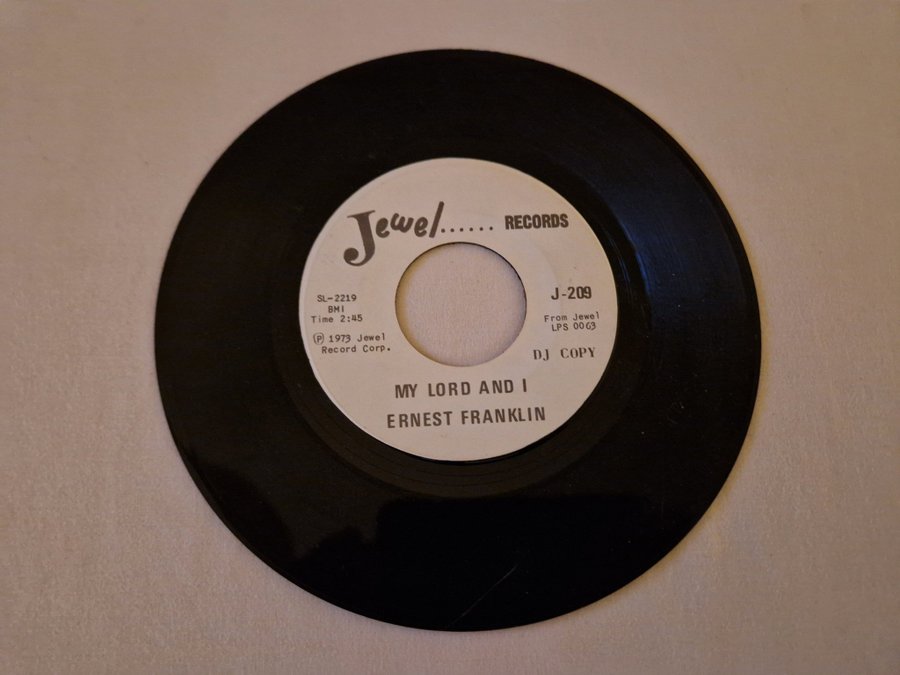 Jewel...... RECORDS
SL-2219
BMI
Time 2:45
Ⓟ 1973 Jewel
Record Corp.
J-209
From Jewel
LPS 0063
DJ COPY
MY LORD AND I
ERNEST FRANKLIN